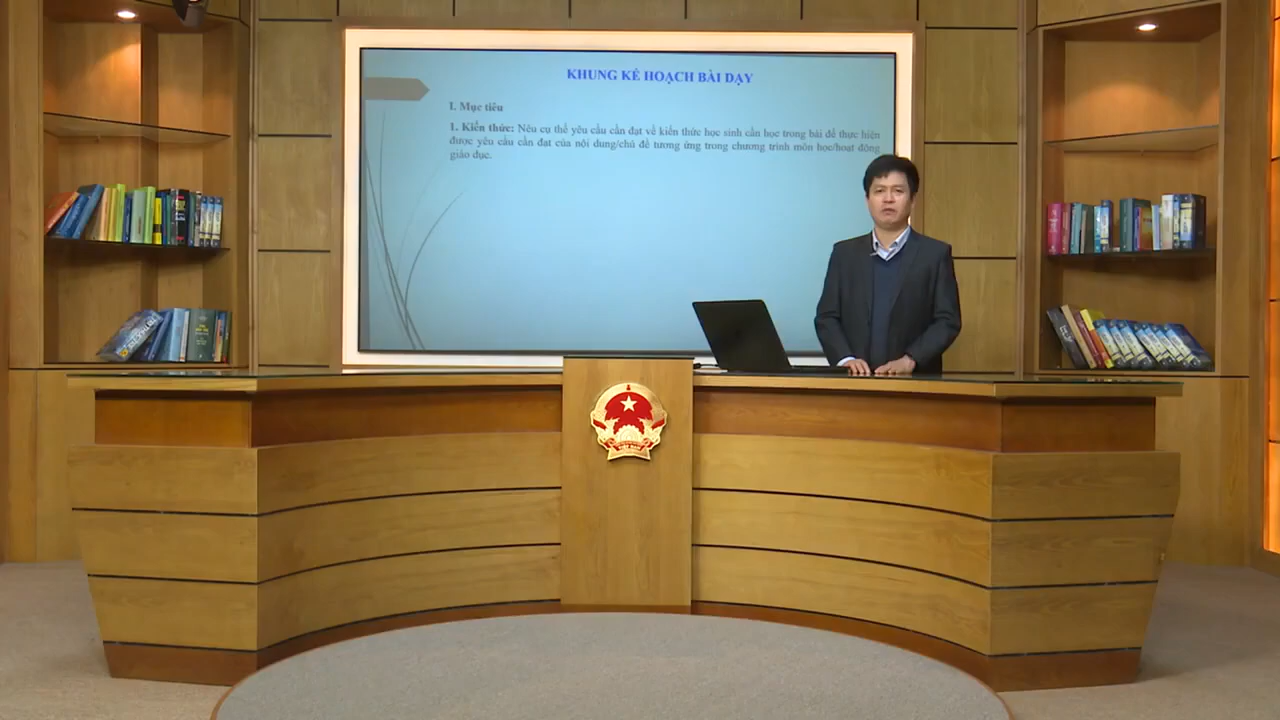 KHUNG KẾ HOẠCH BÀI DẠY
I. Mục tiêu
1. Kiến thức: Nêu cụ thể yêu cầu cần đạt về kiến thức học sinh cần học trong bài để thực hiện
được yêu cầu cần đạt của nội dung/chủ đề tương ứng trong chương trình môn học/hoạt động
giáo dục.